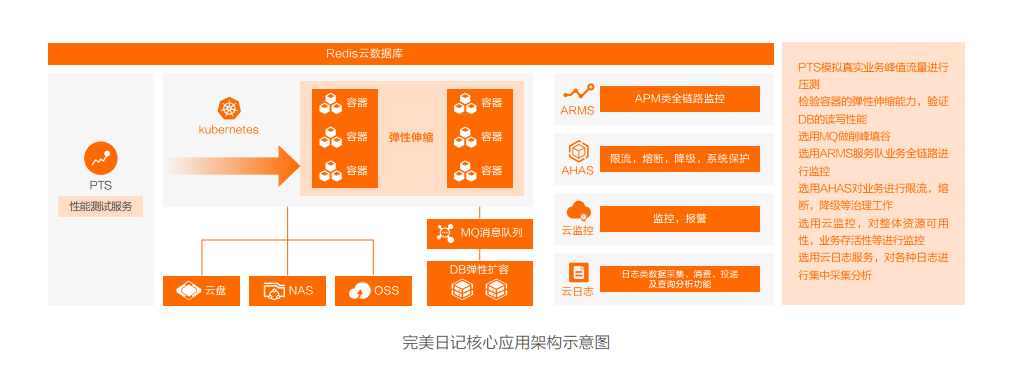 Redis云数据库
PTS
性能测试服务
kubernetes
容器
容器
容器
弹性伸缩
容器
容器
容器
MQ消息队列
DB弹性扩容
云盘
NAS
OSS
ARMS
APM类全链路监控
AHAS
限流，熔断，降级，系统保护
云监控
监控，报警
云日志
日志类数据采集、消费、投递
及查询分析功能
PTS模拟真实业务峰值流量进行
压测
检验容器的弹性伸缩能力，验证
DB的读写性能
选用MQ做削峰填谷
选用ARMS服务队业务全链路进
行监控
选用AHAS对业务进行限流，熔
断，降级等治理工作
选用云监控，对整体资源可用
性，业务存活性等进行监控
选用云日志服务，对各种日志进
行集中采集分析
完美日记核心应用架构示意图